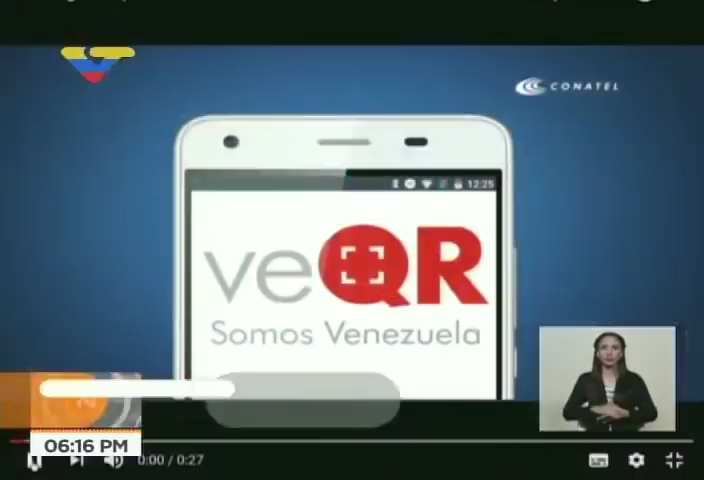 CONATEL
12:25
veQR
Somos Venezuela
06:16 PM
0:00 / 0:27